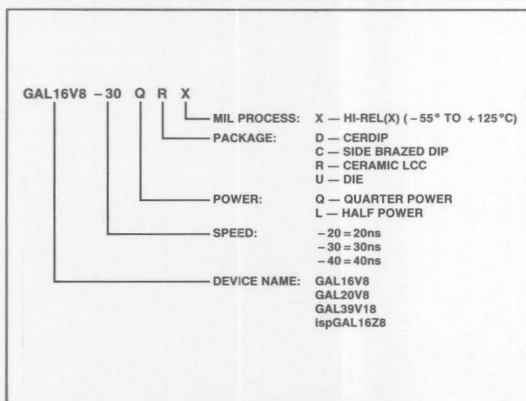 GAL16V8 -30 Q R X
MIL PROCESS: X — HI-REL(X) (-55° TO +125°C)
PACKAGE: D — CERDIP
C — SIDE BRAZED DIP
R — CERAMIC LCC
U — DIE
POWER: Q — QUARTER POWER
L — HALF POWER
SPEED: -20 = 20ns
-30 = 30ns
-40 = 40ns
DEVICE NAME: GAL16V8
GAL20V8
GAL39V18
ispGAL16Z8